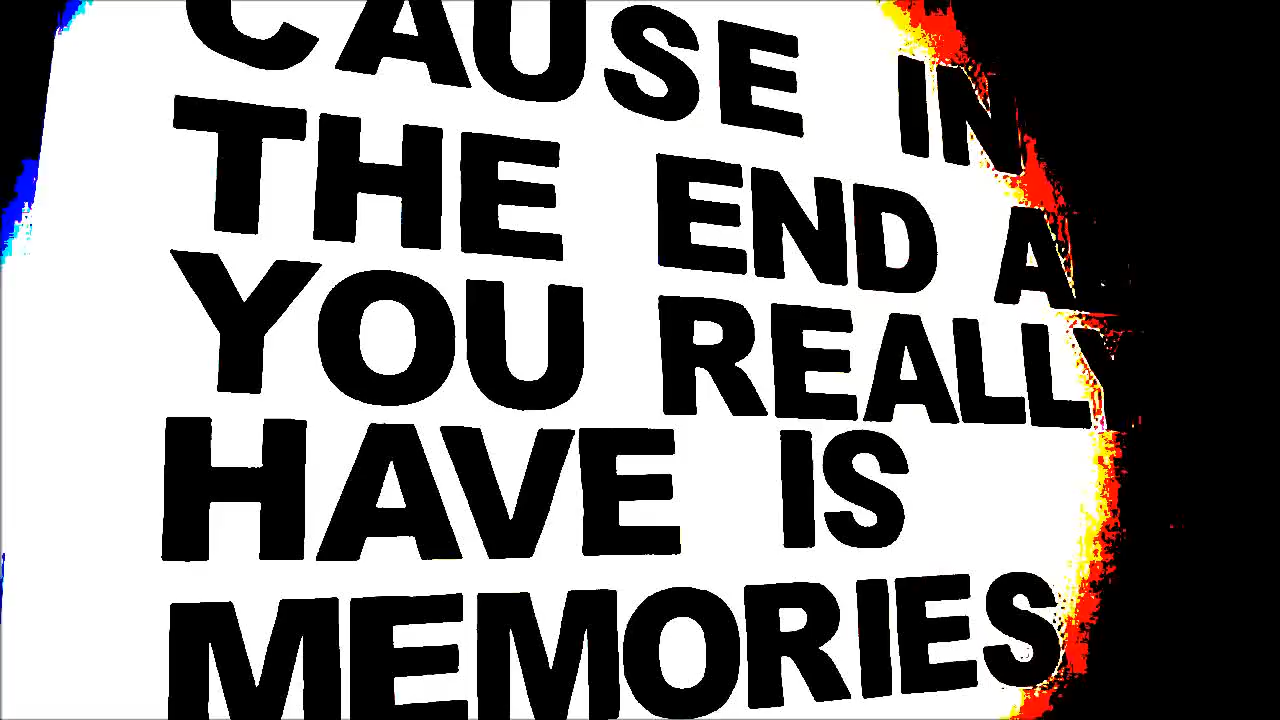 CAUSE IN
THE END A
YOU REALLY
HAVE IS
MEMORIES